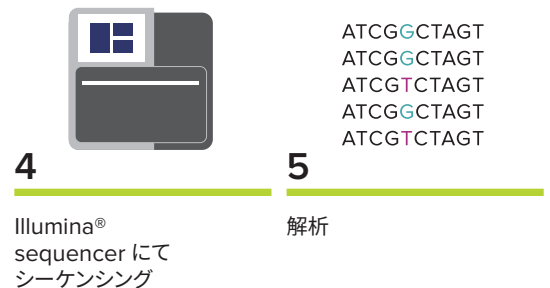 ATCGGCTAGT
ATCGGCTAGT
ATCGTCTAGT
ATCGGCTAGT
ATCGTCTAGT
4
Illumina®
sequencer にて
シーケンシング
5
解析